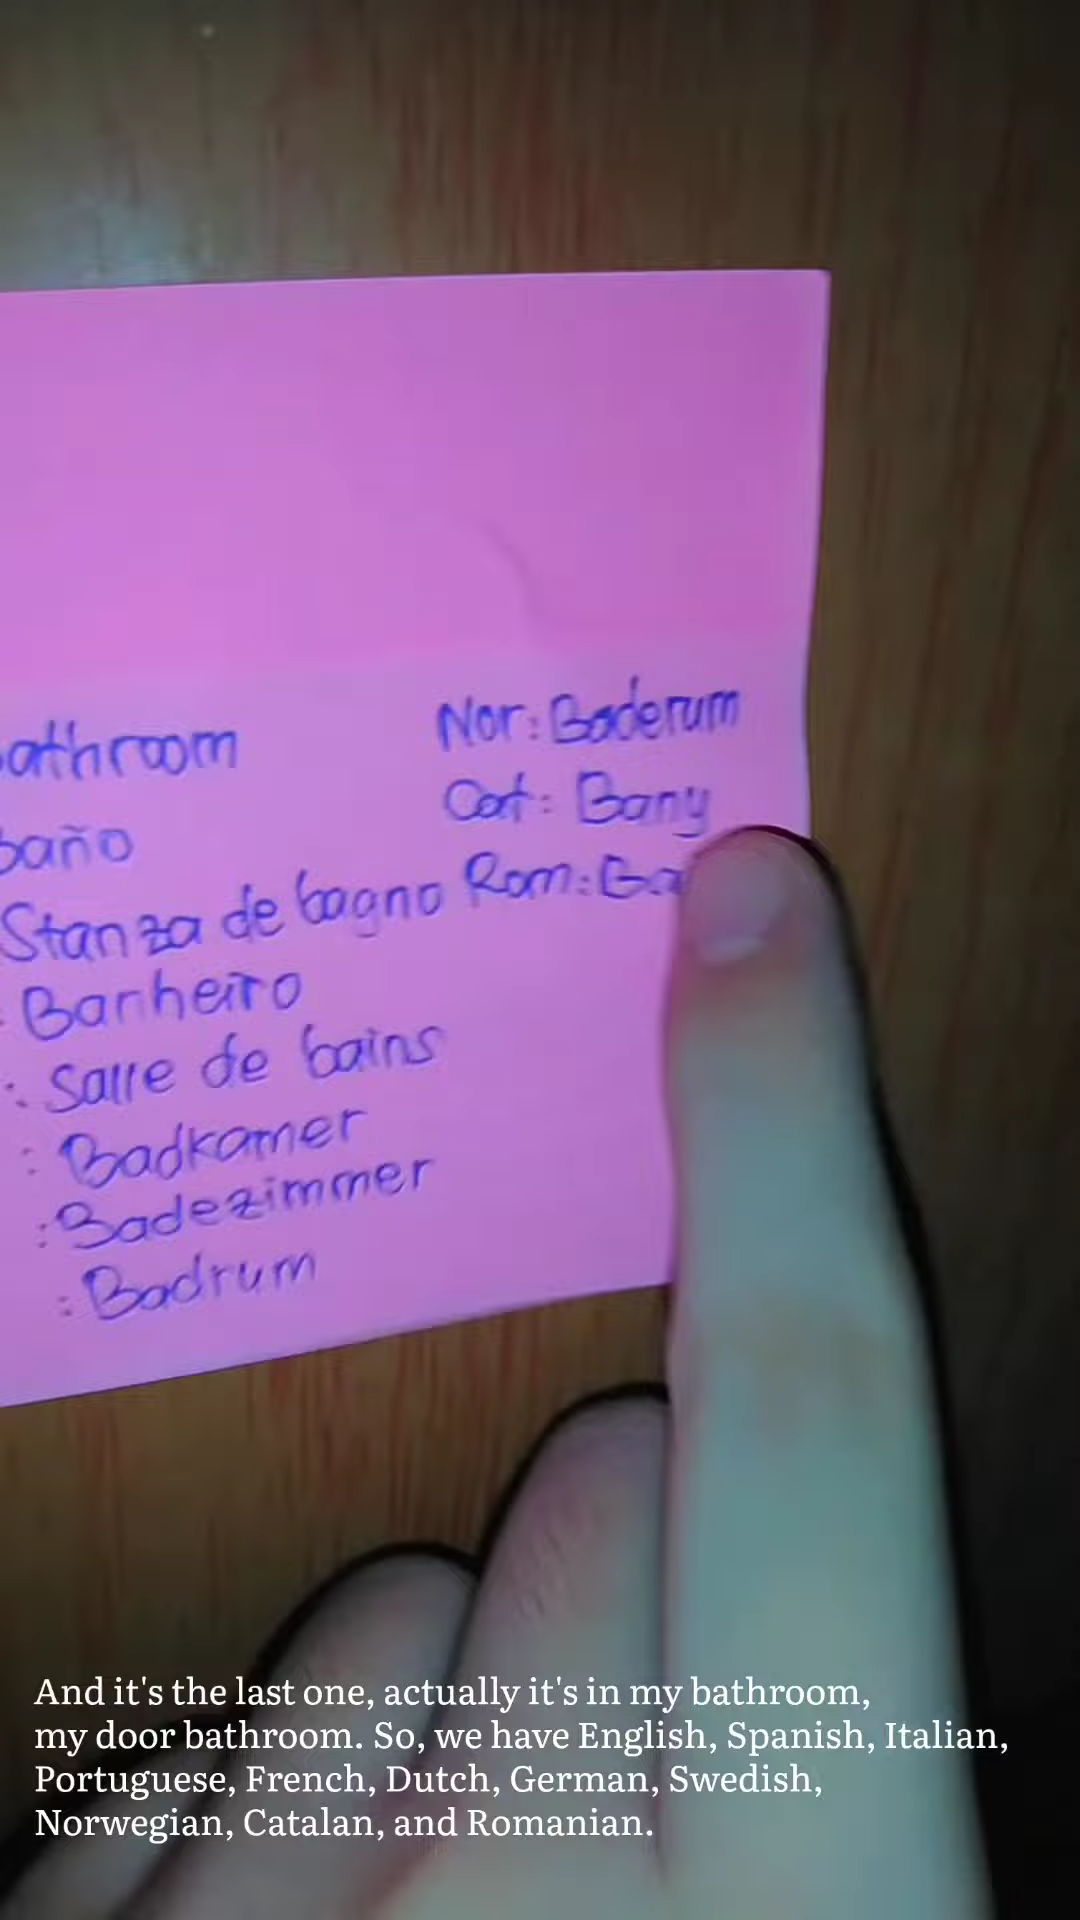 bathroom
baño
Stanza de bagno
Banheiro
: Salle de bains
: Badkamer
: Badezimmer
: Badrum
Nor: Baderum
Cat: Bany
Rom:
And it's the last one, actually it's in my bathroom,
my door bathroom. So, we have English, Spanish, Italian,
Portuguese, French, Dutch, German, Swedish,
Norwegian, Catalan, and Romanian.